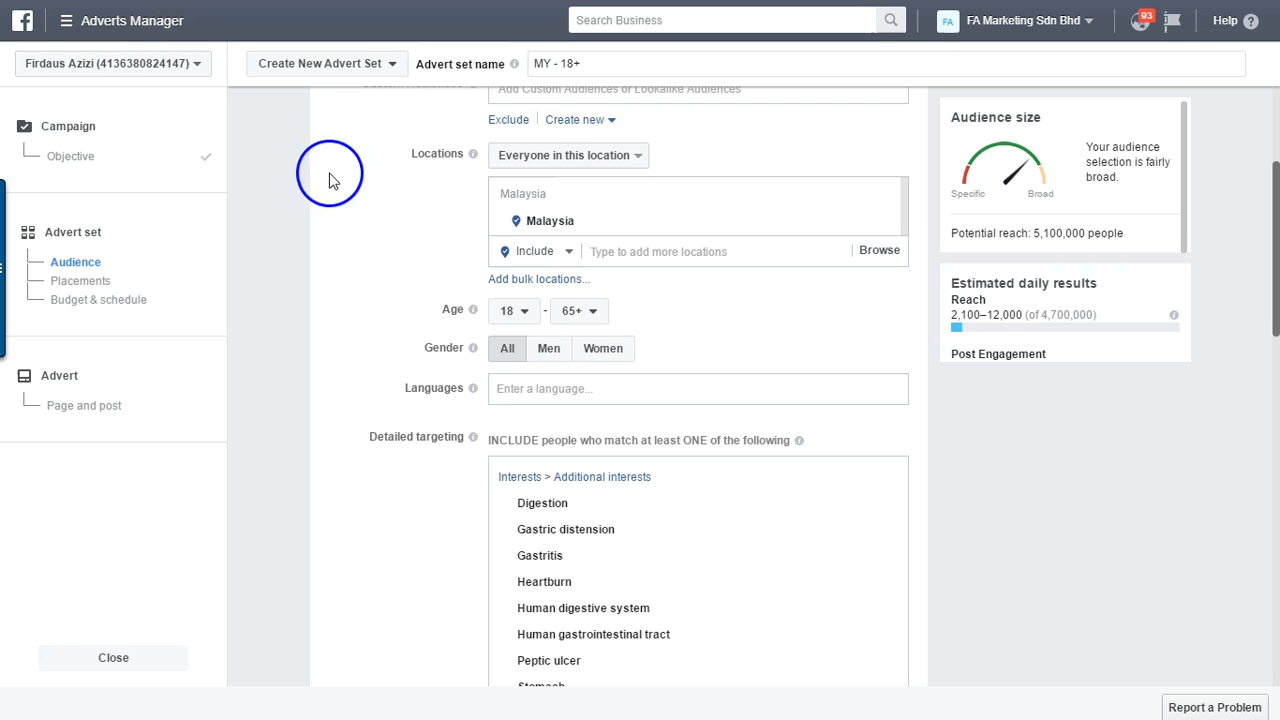 f
Adverts Manager
Search Business
FA
FA Marketing Sdn Bhd
93
Help
Firdaus Azizi (4136380824147)
Create New Advert Set
Advert set name
MY - 18+
Campaign
Objective
Advert set
Audience
Placements
Budget & schedule
Advert
Page and post
Close
Add Custom Audiences or Lookalike Audiences
Exclude
Create new
Locations
Everyone in this location
Malaysia
Malaysia
Include
Type to add more locations
Browse
Add bulk locations...
Age
18 - 65+
Gender
All Men Women
Languages
Enter a language...
Detailed targeting
INCLUDE people who match at least ONE of the following
Interests > Additional interests
Digestion
Gastric distension
Gastritis
Heartburn
Human digestive system
Human gastrointestinal tract
Peptic ulcer
Stomach
Audience size
Specific
Broad
Your audience
selection is fairly
broad.
Potential reach: 5,100,000 people
Estimated daily results
Reach
2,100–12,000 (of 4,700,000)
Post Engagement
Report a Problem